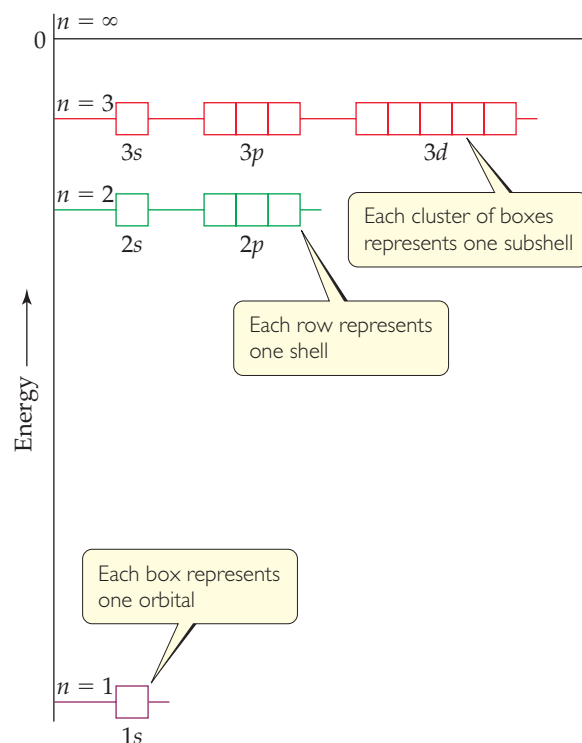 n = ∞
0
n = 3
3s
3p
3d
n = 2
2s
2p
Each cluster of boxes
represents one subshell
Each row represents
one shell
Energy
Each box represents
one orbital
n = 1
1s